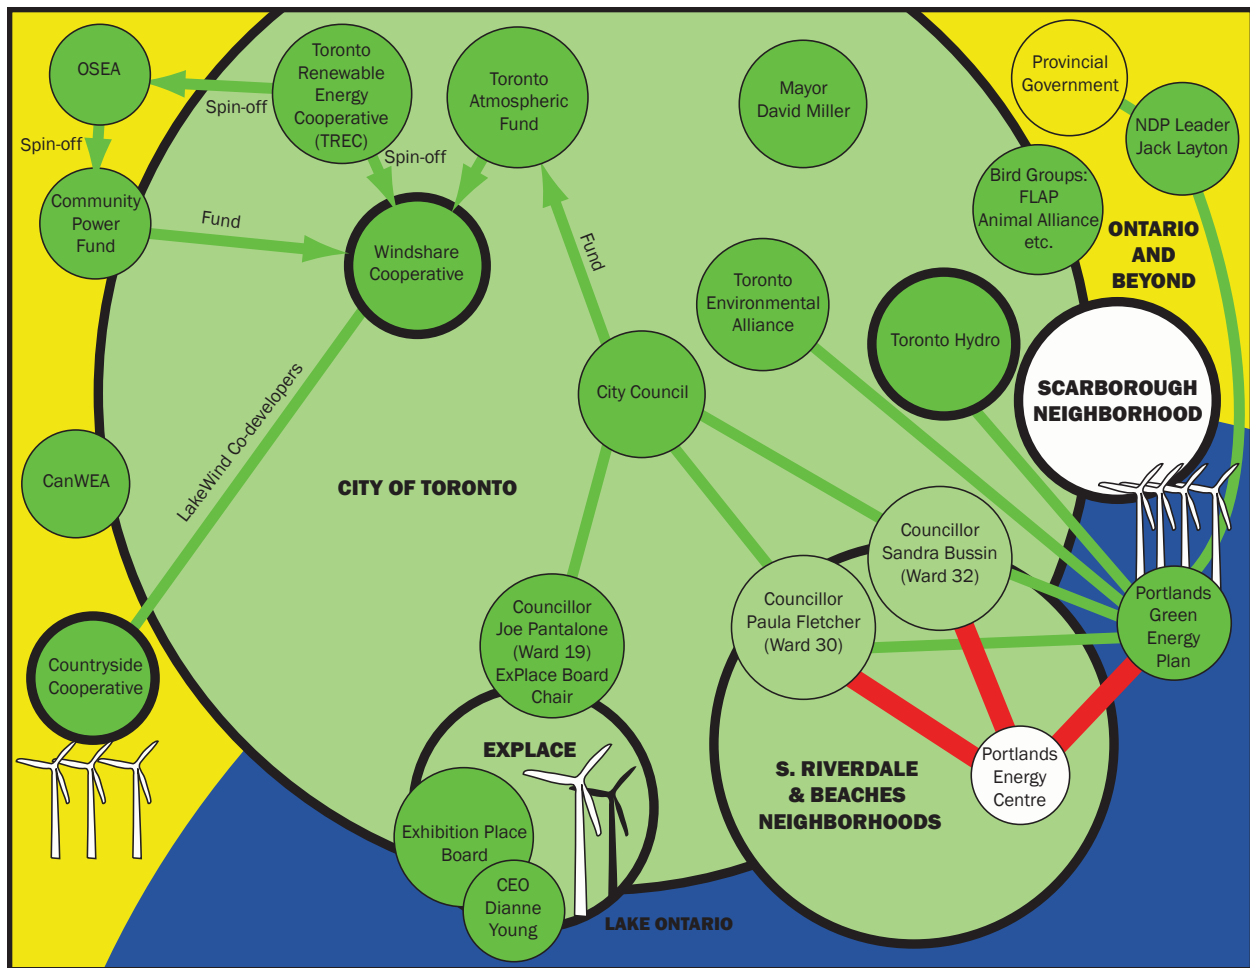 OSEA
Spin-off
Toronto
Renewable
Energy
Cooperative
(TREC)
Toronto
Atmospheric
Fund
Mayor
David Miller
Provincial
Government
NDP Leader
Jack Layton
Spin-off
Spin-off
Community
Power
Fund
Fund
Windshare
Cooperative
Fund
Bird Groups:
FLAP
Animal Alliance
etc.
ONTARIO
AND
BEYOND
Toronto
Environmental
Alliance
Toronto Hydro
SCARBOROUGH
NEIGHBORHOOD
City Council
LakeWind Co-developers
CanWEA
CITY OF TORONTO
Councillor
Sandra Bussin
(Ward 32)
Councillor
Paula Fletcher
(Ward 30)
Portlands
Green
Energy
Plan
Councillor
Joe Pantalone
(Ward 19)
ExPlace Board
Chair
Countryside
Cooperative
EXPLACE
Portlands
Energy
Centre
S. RIVERDALE
& BEACHES
NEIGHBORHOODS
Exhibition Place
Board
CEO
Dianne
Young
LAKE ONTARIO